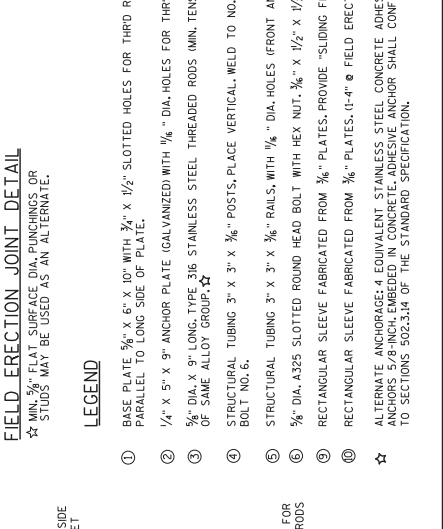 FIELD ERECTION JOINT DETAIL
☆ MIN. 5/8" FLAT SURFACE DIA. PUNCHINGS OR
STUDS MAY BE USED AS AN ALTERNATE.
LEGEND
① BASE PLATE 5/8" X 6" X 10" WITH 3/4" X 1 1/2" SLOTTED HOLES FOR THR'D R
PARALLEL TO LONG SIDE OF PLATE.
② 1/4" X 5" X 9" ANCHOR PLATE (GALVANIZED) WITH 11/16" DIA. HOLES FOR THR'
③ 5/8" DIA. X 9" LONG, TYPE 316 STAINLESS STEEL THREADED RODS (MIN. TENS
OF SAME ALLOY GROUP. ☆
④ STRUCTURAL TUBING 3" X 3" X 3/16" POSTS, PLACE VERTICAL. WELD TO NO.
BOLT NO. 6.
⑤ STRUCTURAL TUBING 3" X 3" X 3/16" RAILS, WITH 11/16" DIA. HOLES (FRONT A
⑥ 5/8" DIA. A325 SLOTTED ROUND HEAD BOLT WITH HEX NUT. 3/16" X 1 1/2" X 1
⑨ RECTANGULAR SLEEVE FABRICATED FROM 3/16" PLATES. PROVIDE "SLIDING F
⑩ RECTANGULAR SLEEVE FABRICATED FROM 3/16" PLATES. (1-4" @ FIELD EREC
☆ ALTERNATE ANCHORAGE: 4 EQUIVALENT STAINLESS STEEL CONCRETE ADHES
ANCHORS 5/8-INCH. EMBEDED IN CONCRETE. ADHESIVE ANCHOR SHALL CONF
TO SECTIONS 502.3.14 OF THE STANDARD SPECIFICATION.
SIDE
ET
FOR
RODS